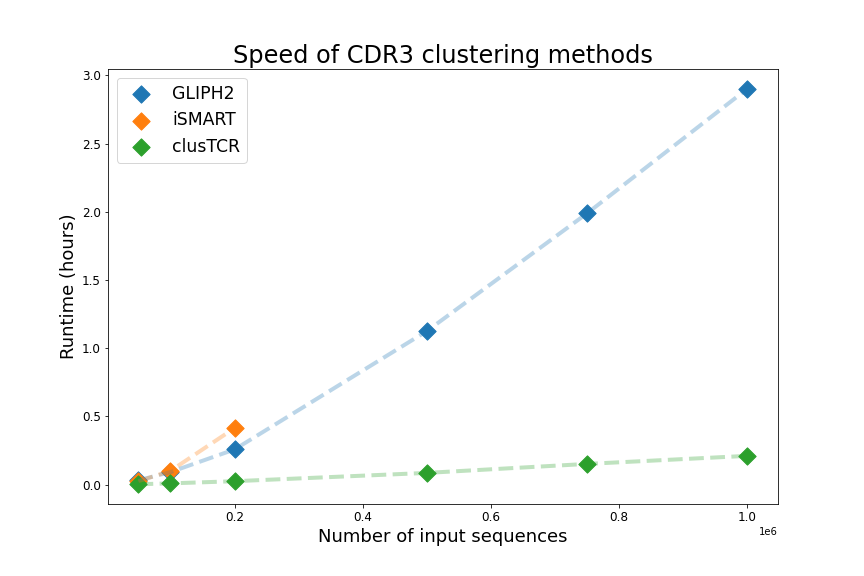 Speed of CDR3 clustering methods
GLIPH2
iSMART
clusTCR
3.0
2.5
2.0
1.5
1.0
0.5
0.0
Runtime (hours)
0.2
0.4
0.6
0.8
1.0
1e6
Number of input sequences